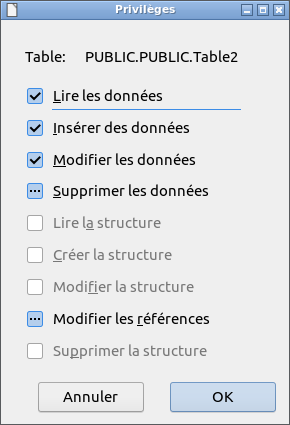 Privilèges
Table: PUBLIC.PUBLIC.Table2
Lire les données
Insérer des données
Modifier les données
Supprimer les données
Lire la structure
Créer la structure
Modifier la structure
Modifier les références
Supprimer la structure
Annuler OK